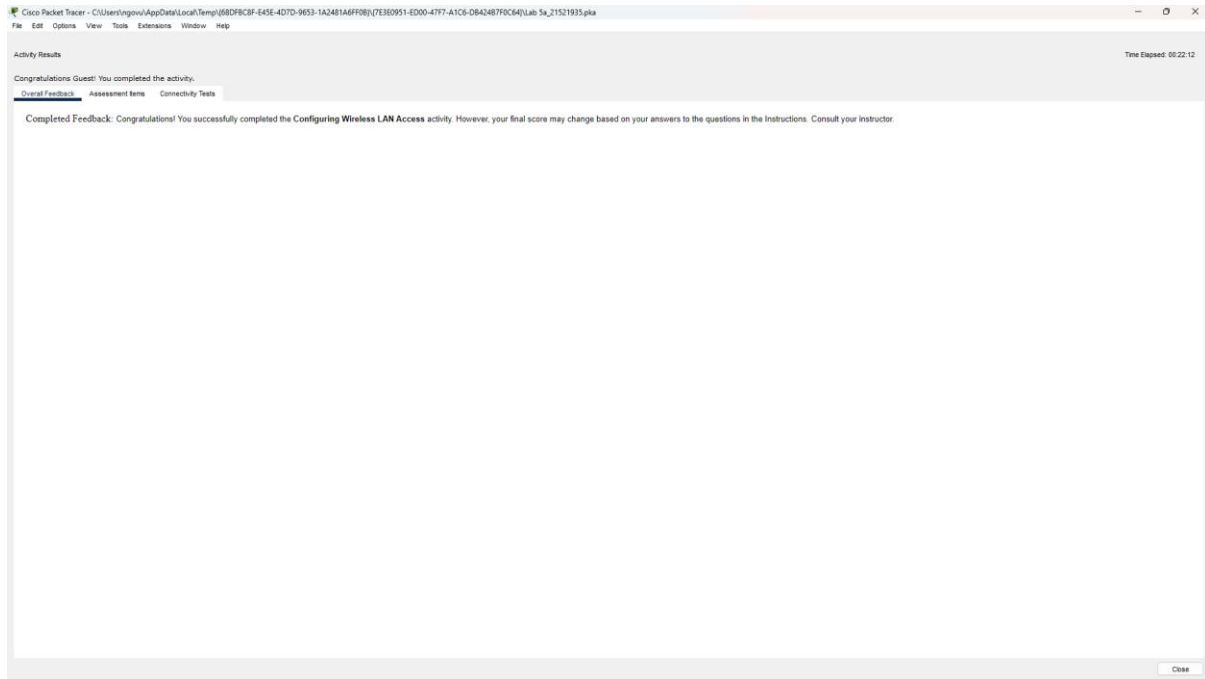 Cisco Packet Tracer - C:\Users\ngovu\AppData\Local\Temp\{6BDFBC8F-E45E-4D7D-9653-1A2481A6FF0B}\{7E3E0951-ED00-47F7-A1C6-DB424B7F0C64}\Lab 5a_21521935.pka
File Edit Options View Tools Extensions Window Help
Activity Results
Time Elapsed: 00:22:12
Congratulations Guest! You completed the activity.
Overall Feedback Assessment Items Connectivity Tests
Completed Feedback: Congratulations! You successfully completed the Configuring Wireless LAN Access activity. However, your final score may change based on your answers to the questions in the Instructions. Consult your instructor.
Close